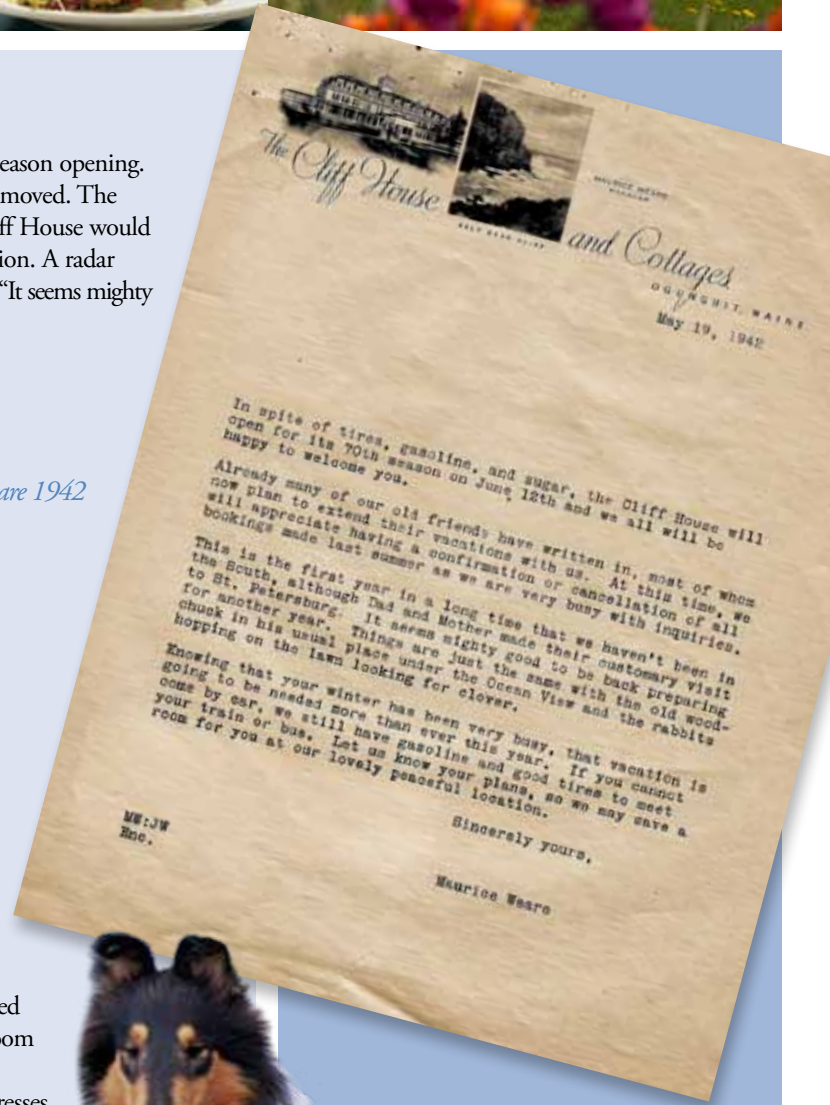 eason opening.
moved. The
ff House would
ion. A radar
“It seems mighty
are 1942
The Cliff House
and Cottages
MAURICE WEARE
MANAGER
BALD HEAD CLIFF
OGUNQUIT, MAINE
May 19, 1942
In spite of tires, gasoline, and sugar, the Cliff House will
open for its 70th season on June 12th and we all will be
happy to welcome you.
Already many of our old friends have written in, most of whom
now plan to extend their vacations with us. At this time, we
will appreciate having a confirmation or cancellation of all
bookings made last summer as we are very busy with inquiries.
This is the first year in a long time that we haven't been in
the South, although Dad and Mother made their customary visit
to St. Petersburg. It seems mighty good to be back preparing
for another year. Things are just the same with the old wood-
chuck in his usual place under the Ocean View and the rabbits
hopping on the lawn looking for clover.
Knowing that your winter has been very busy, that vacation is
going to be needed more than ever this year. If you cannot
come by car, we still have gasoline and good tires to meet
your train or bus. Let us know your plans, so we may save a
room for you at our lovely peaceful location.
Sincerely yours,
MW:JW
Enc.
Maurice Weare
ed
oom
resses